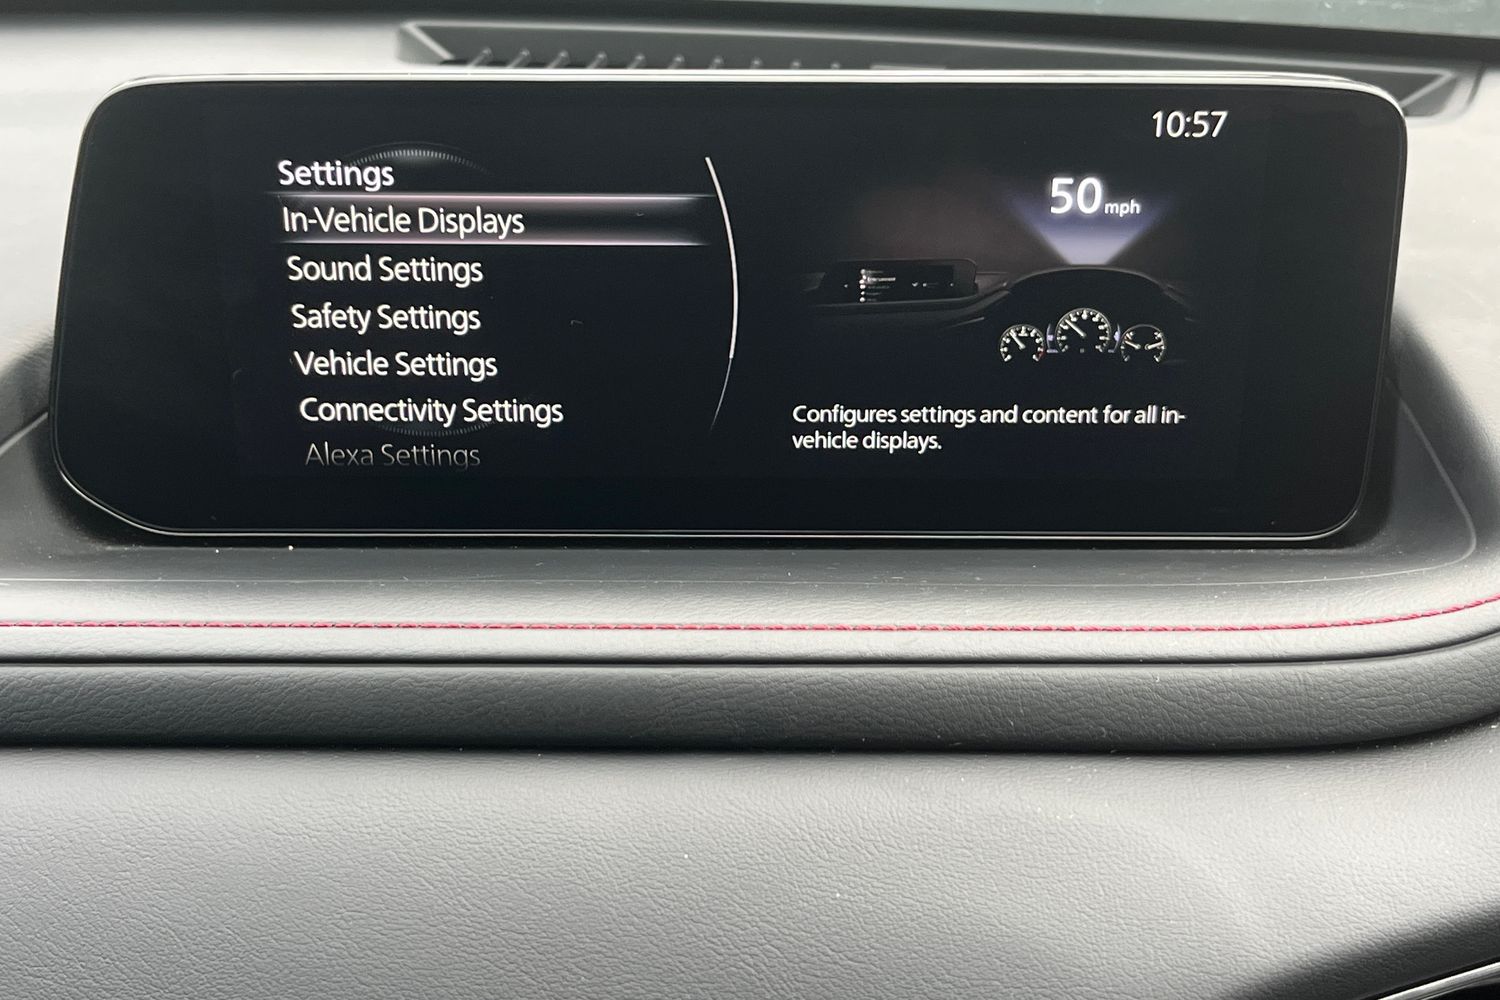 10:57
Settings
In-Vehicle Displays
Sound Settings
Safety Settings
Vehicle Settings
Connectivity Settings
Alexa Settings
50 mph
Configures settings and content for all in-
vehicle displays.